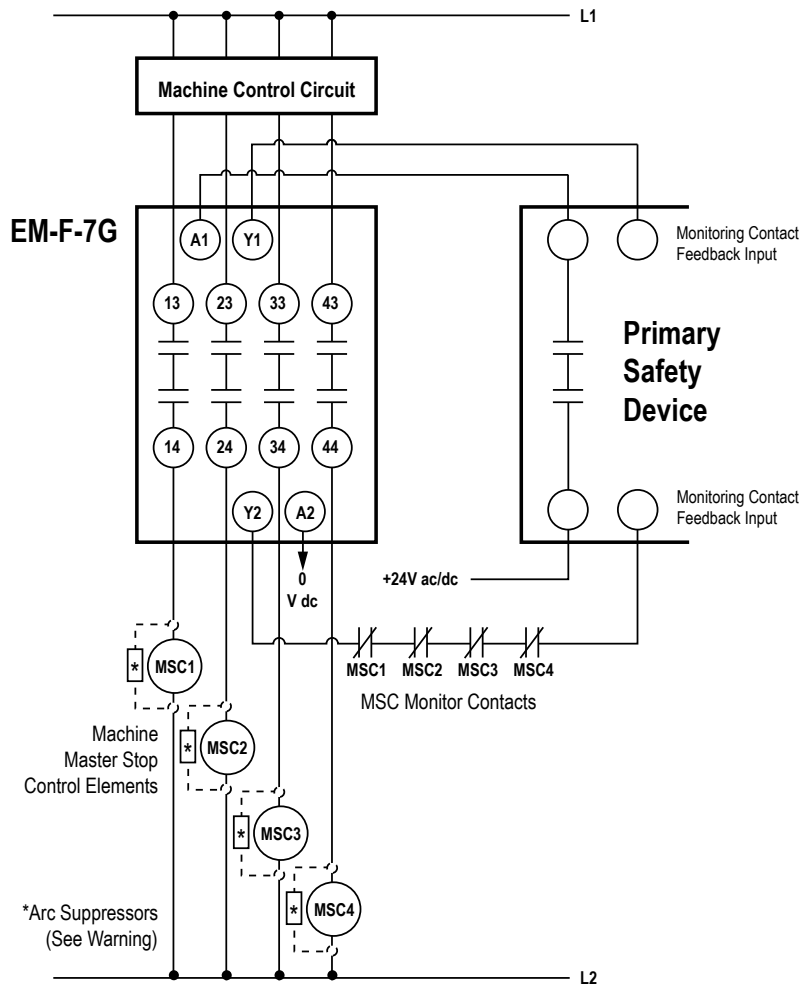 L1
Machine Control Circuit
EM-F-7G
A1
Y1
Monitoring Contact
Feedback Input
13
23
33
43
Primary
Safety
Device
14
24
34
44
Y2
A2
Monitoring Contact
Feedback Input
0
V dc
+24V ac/dc
MSC1
MSC2
MSC3
MSC4
MSC Monitor Contacts
*
MSC1
Machine
Master Stop
Control Elements
*
MSC2
*
MSC3
*
MSC4
*Arc Suppressors
(See Warning)
L2